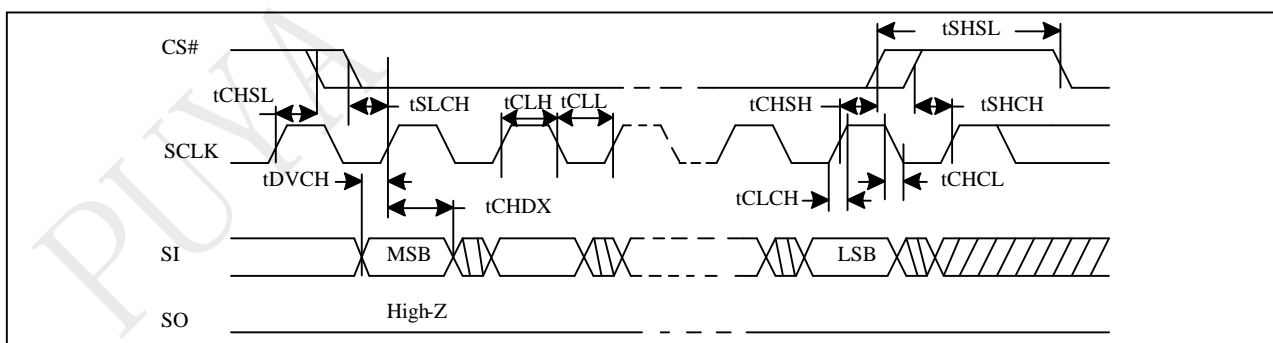 tSHSL
CS#
tCHSL
tSLCH
tCLH
tCLL
tCHSH
tSHCH
SCLK
tDVCH
tCHDX
tCLCH
tCHCL
SI
MSB
LSB
SO
High-Z
PUYA